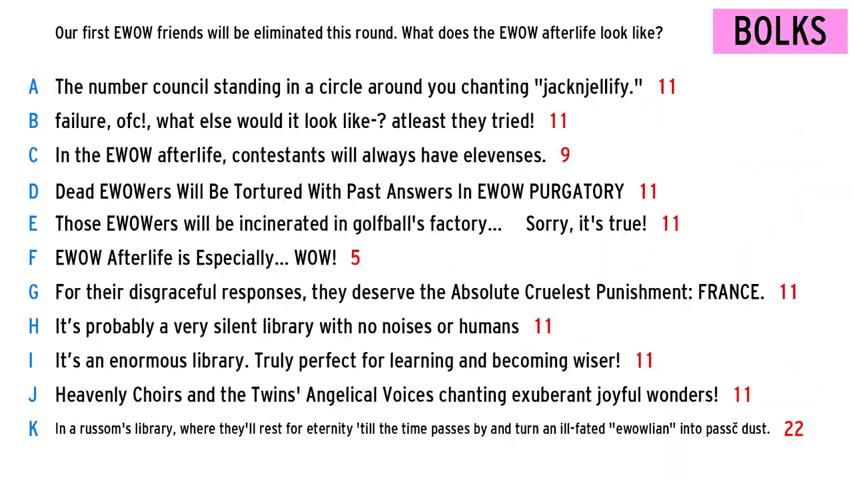 Our first EWOW friends will be eliminated this round. What does the EWOW afterlife look like?
BOLKS
A The number council standing in a circle around you chanting "jacknjellify." 11
B failure, ofc!, what else would it look like-? atleast they tried! 11
C In the EWOW afterlife, contestants will always have elevenses. 9
D Dead EWOWers Will Be Tortured With Past Answers In EWOW PURGATORY 11
E Those EWOWers will be incinerated in golfball's factory... Sorry, it's true! 11
F EWOW Afterlife is Especially... WOW! 5
G For their disgraceful responses, they deserve the Absolute Cruelest Punishment: FRANCE. 11
H It’s probably a very silent library with no noises or humans 11
I It’s an enormous library. Truly perfect for learning and becoming wiser! 11
J Heavenly Choirs and the Twins' Angelical Voices chanting exuberant joyful wonders! 11
K In a russom's library, where they'll rest for eternity 'till the time passes by and turn an ill-fated "ewowlian" into passč dust. 22